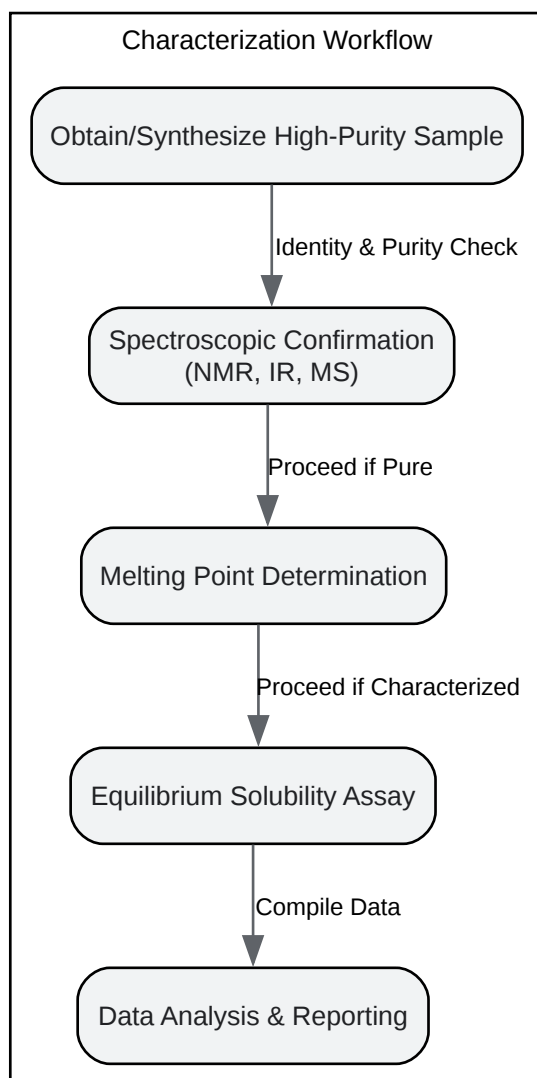 Characterization Workflow
Obtain/Synthesize High-Purity Sample
Identity & Purity Check
Spectroscopic Confirmation
(NMR, IR, MS)
Proceed if Pure
Melting Point Determination
Proceed if Characterized
Equilibrium Solubility Assay
Compile Data
Data Analysis & Reporting